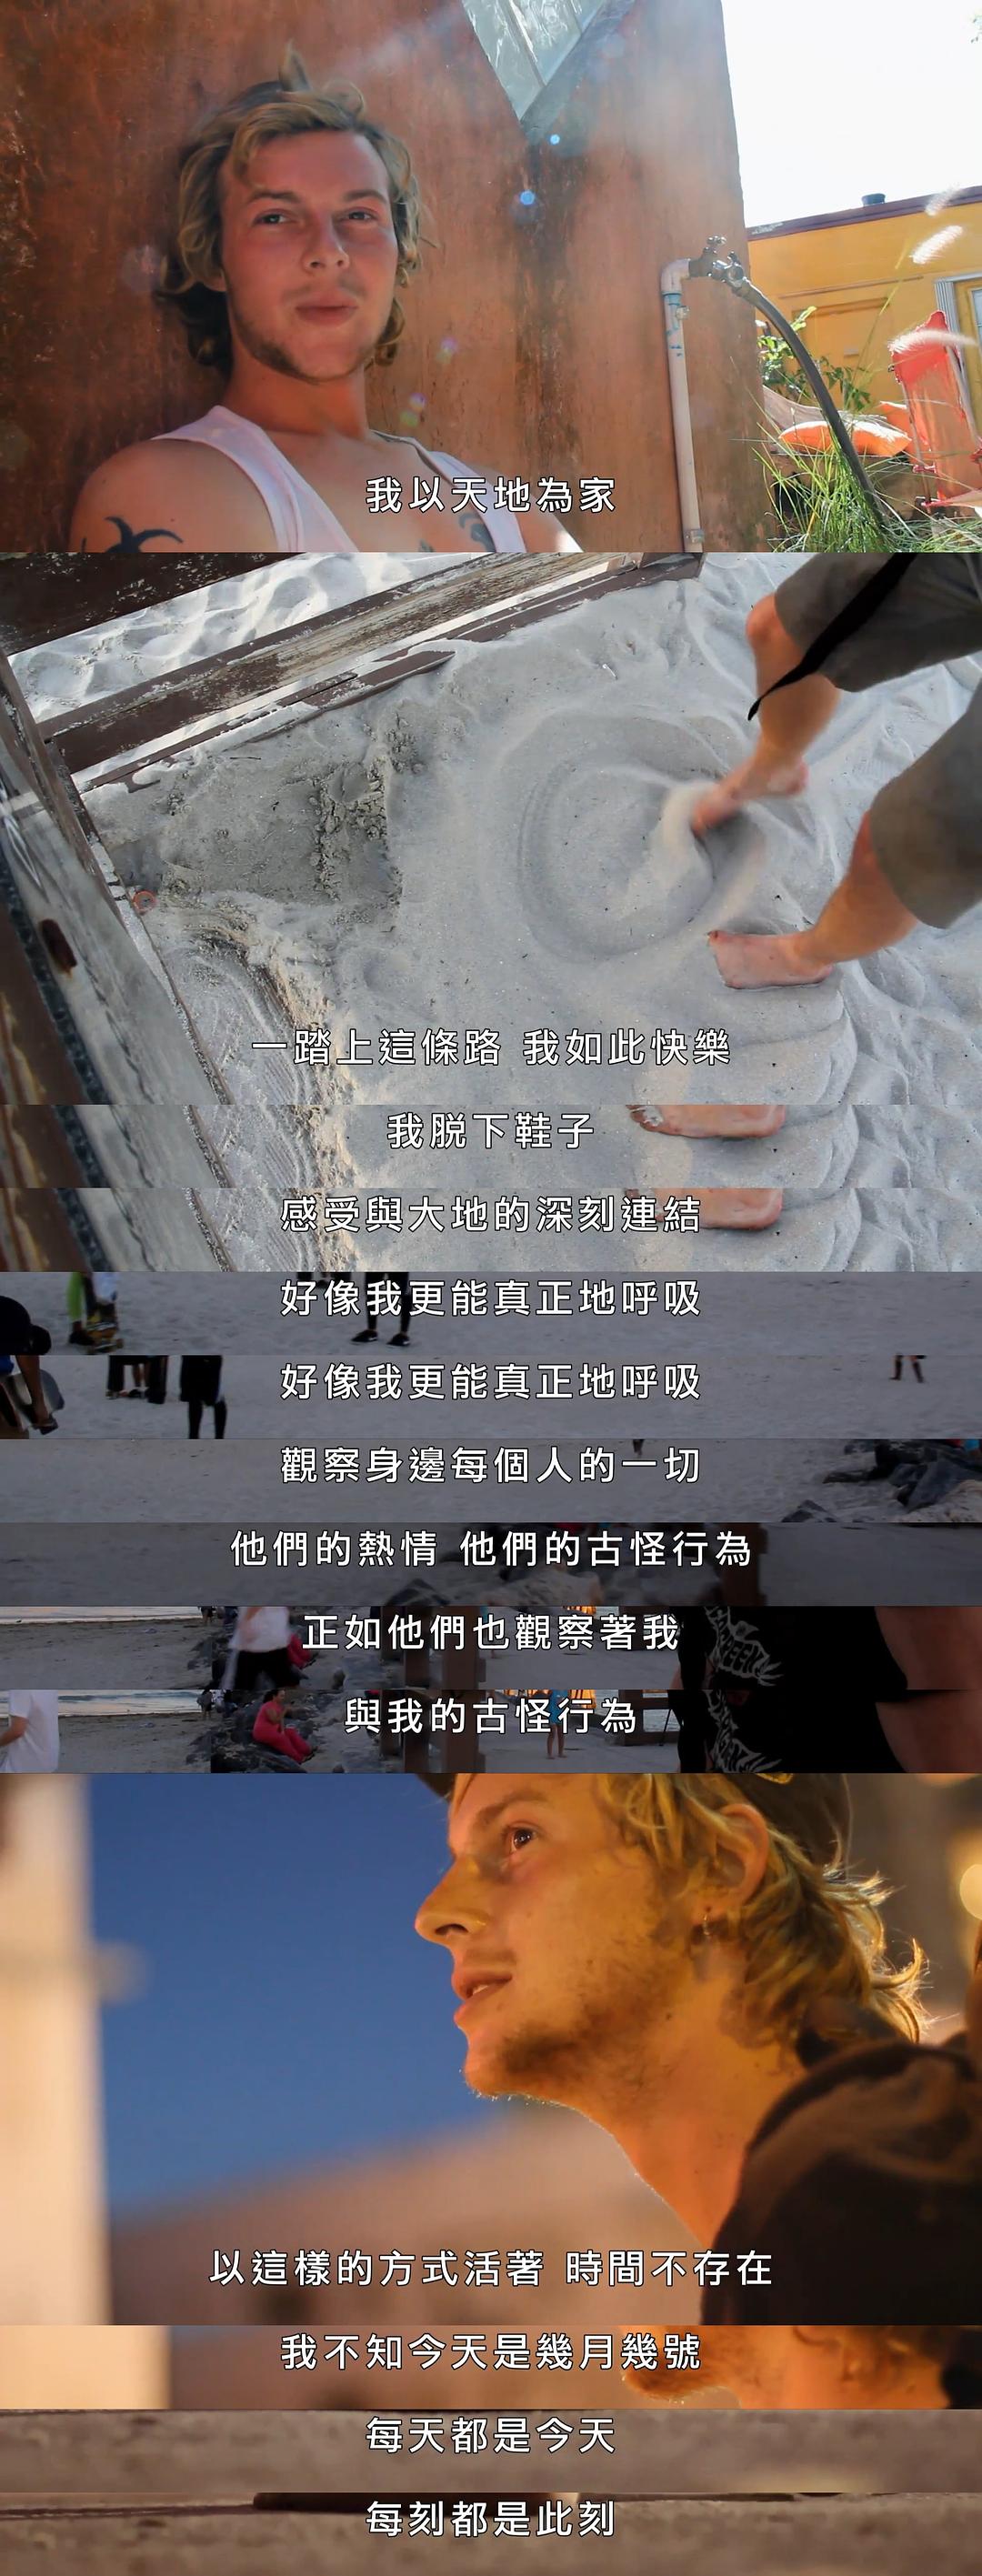 我以天地為家
一踏上這條路 我如此快樂
我脫下鞋子
感受與大地的深刻連結
好像我更能真正地呼吸
好像我更能真正地呼吸
觀察身邊每個人的一切
他們的熱情 他們的古怪行為
正如他們也觀察著我
與我的古怪行為
以這樣的方式活著 時間不存在
我不知今天是幾月幾號
每天都是今天
每刻都是此刻